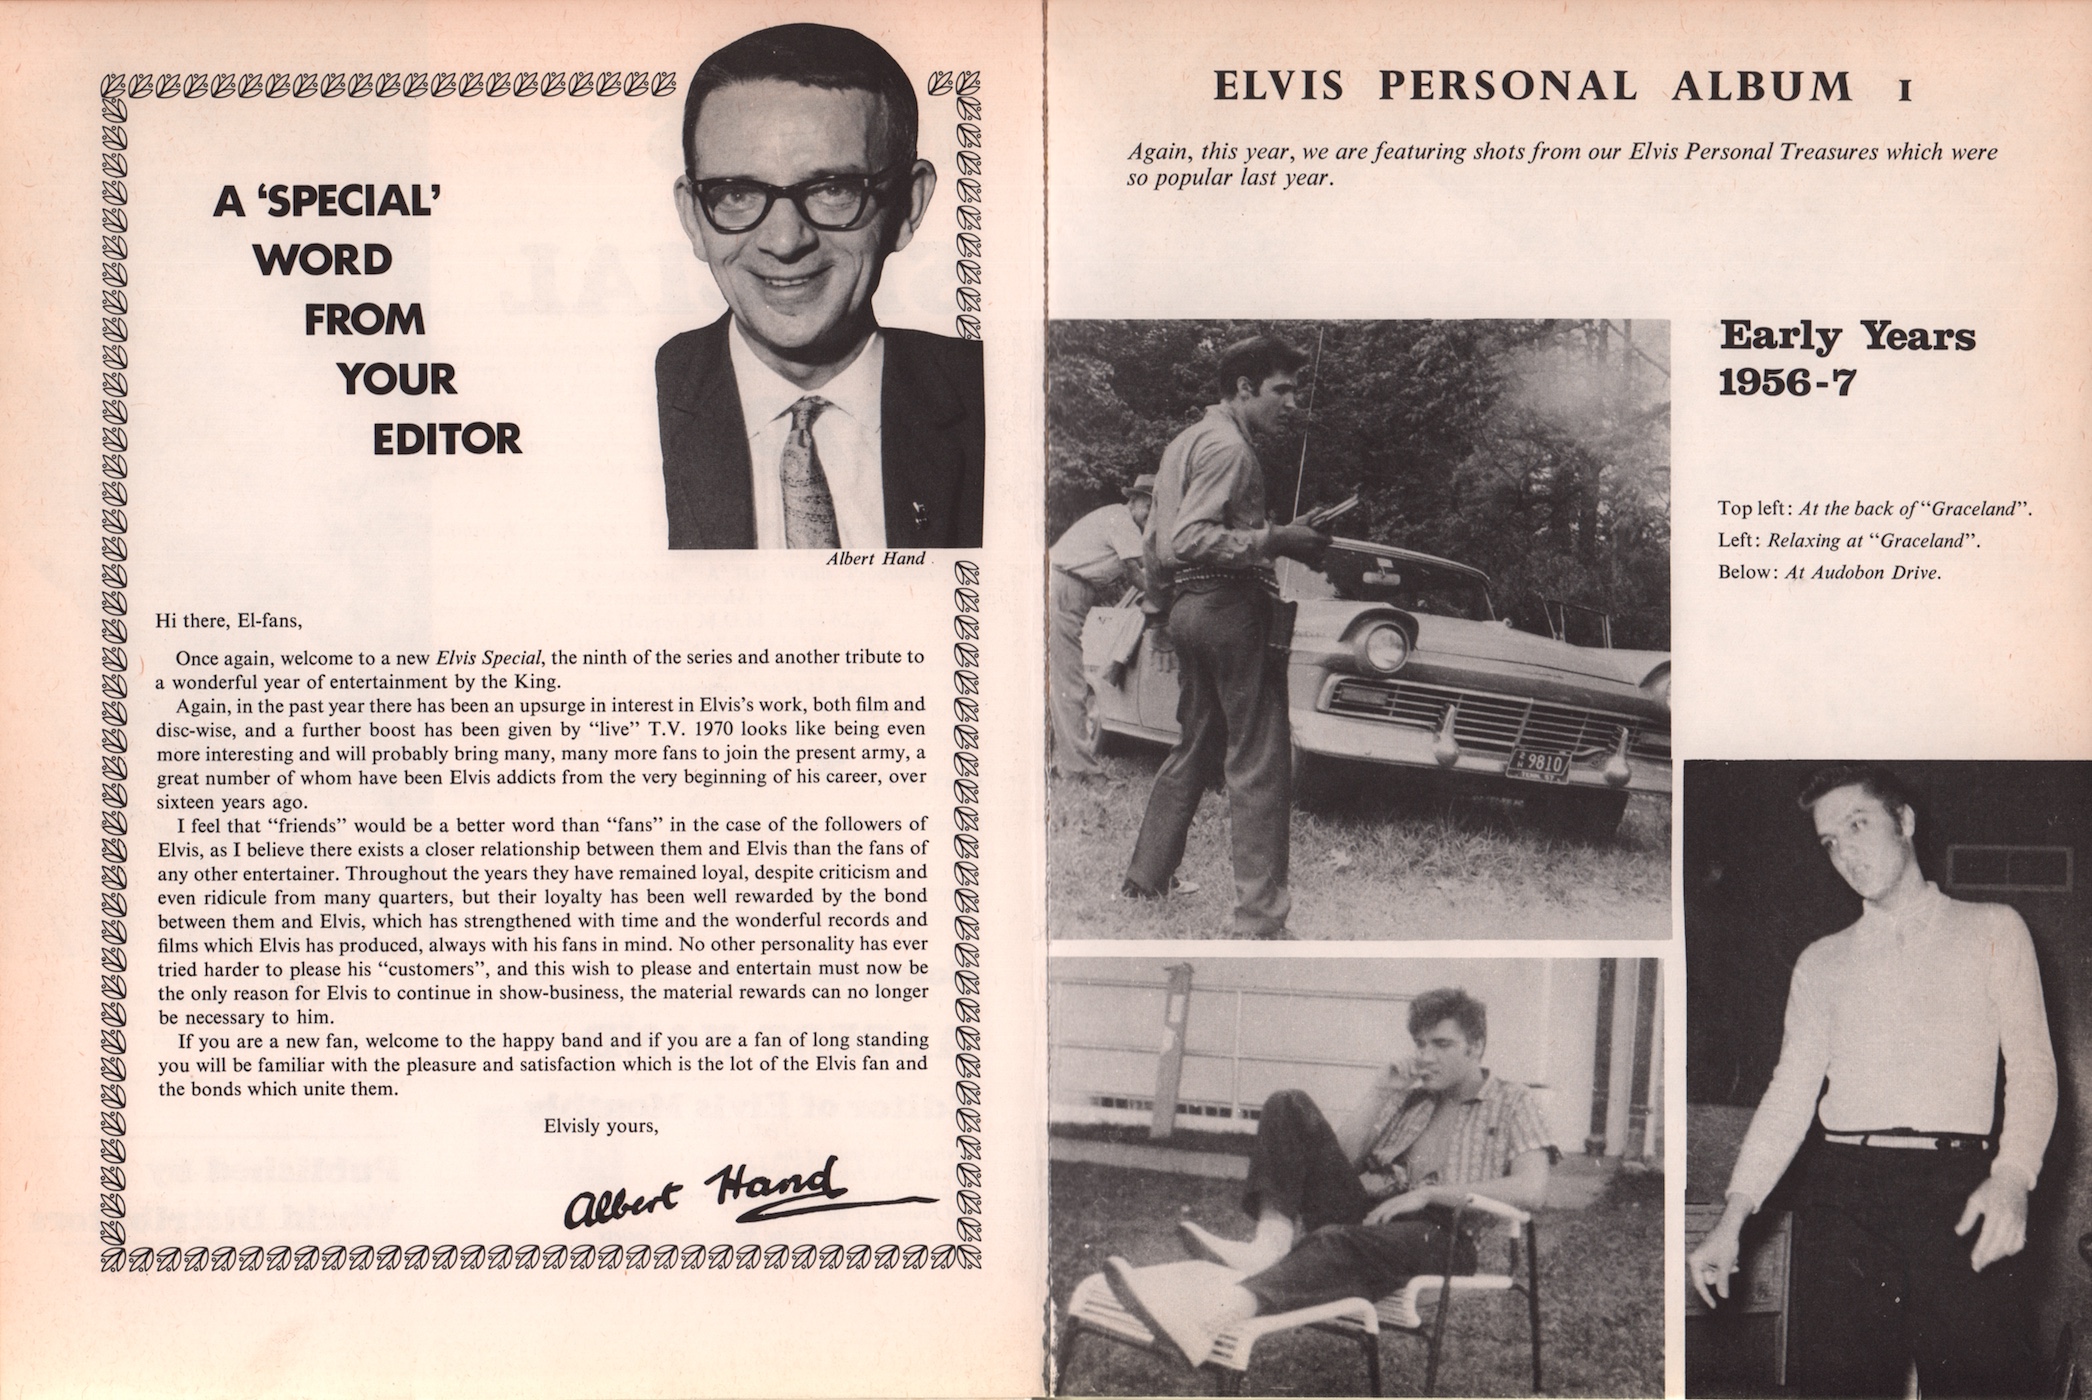 A ‘SPECIAL’
WORD
FROM
YOUR
EDITOR
Albert Hand
Hi there, El-fans,
Once again, welcome to a new Elvis Special, the ninth of the series and another tribute to
a wonderful year of entertainment by the King.
Again, in the past year there has been an upsurge in interest in Elvis’s work, both film and
disc-wise, and a further boost has been given by “live” T.V. 1970 looks like being even
more interesting and will probably bring many, many more fans to join the present army, a
great number of whom have been Elvis addicts from the very beginning of his career, over
sixteen years ago.
I feel that “friends” would be a better word than “fans” in the case of the followers of
Elvis, as I believe there exists a closer relationship between them and Elvis than the fans of
any other entertainer. Throughout the years they have remained loyal, despite criticism and
even ridicule from many quarters, but their loyalty has been well rewarded by the bond
between them and Elvis, which has strengthened with time and the wonderful records and
films which Elvis has produced, always with his fans in mind. No other personality has ever
tried harder to please his “customers”, and this wish to please and entertain must now be
the only reason for Elvis to continue in show-business, the material rewards can no longer
be necessary to him.
If you are a new fan, welcome to the happy band and if you are a fan of long standing
you will be familiar with the pleasure and satisfaction which is the lot of the Elvis fan and
the bonds which unite them.
Elvisly yours,
Albert Hand
ELVIS PERSONAL ALBUM I
Again, this year, we are featuring shots from our Elvis Personal Treasures which were
so popular last year.
Early Years
1956-7
Top left: At the back of “Graceland”.
Left: Relaxing at “Graceland”.
Below: At Audobon Drive.
9810